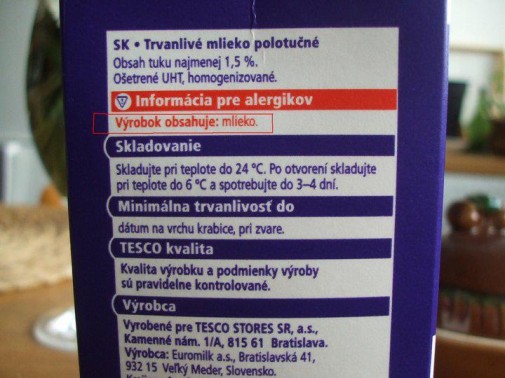 SK • Trvanlivé mlieko polotučné
Obsah tuku najmenej 1,5 %.
Ošetrené UHT, homogenizované.
Informácia pre alergikov
Výrobok obsahuje: mlieko.
Skladovanie
Skladujte pri teplote do 24 °C. Po otvorení skladujte
pri teplote do 6 °C a spotrebujte do 3–4 dní.
Minimálna trvanlivosť do
dátum na vrchu krabice, pri zvare.
TESCO kvalita
Kvalita výrobku a podmienky výroby
sú pravidelne kontrolované.
Výrobca
Vyrobené pre TESCO STORES SR, a.s.,
Kamenné nám. 1/A, 815 61 Bratislava.
Výrobca: Euromilk a.s., Bratislavská 41,
932 15 Veľký Meder, Slovensko.